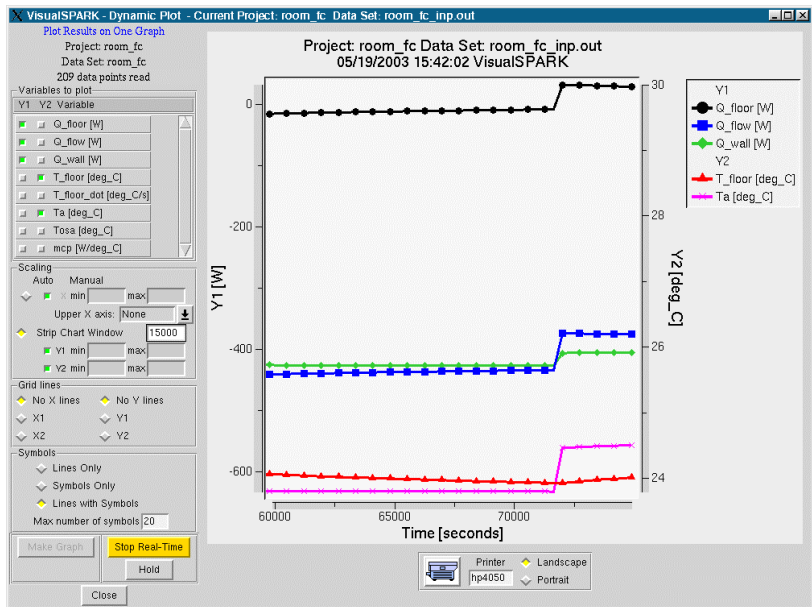 VisualSPARK - Dynamic Plot - Current Project: room_fc Data Set: room_fc_inp.out
Plot Results on One Graph
Project: room_fc
Data Set: room_fc
209 data points read
Variables to plot
Y1 Y2 Variable
Q_floor [W]
Q_flow [W]
Q_wall [W]
T_floor [deg_C]
T_floor_dot [deg_C/s]
Ta [deg_C]
Tosa [deg_C]
mcp [W/deg_C]
Scaling
Auto Manual
X min max
Upper X axis: None
Strip Chart Window 15000
Y1 min max
Y2 min max
Grid lines
No X lines No Y lines
X1 Y1
X2 Y2
Symbols
Lines Only
Symbols Only
Lines with Symbols
Max number of symbols 20
Make Graph Stop Real-Time
Hold
Close
Project: room_fc Data Set: room_fc_inp.out
05/19/2003 15:42:02 VisualSPARK
Y1 [W]
0
-200
-400
-600
30
28
26
24
Y2 [deg_C]
60000 65000 70000
Time [seconds]
Y1
Q_floor [W]
Q_flow [W]
Q_wall [W]
Y2
T_floor [deg_C]
Ta [deg_C]
Printer
hp4050
Landscape
Portrait